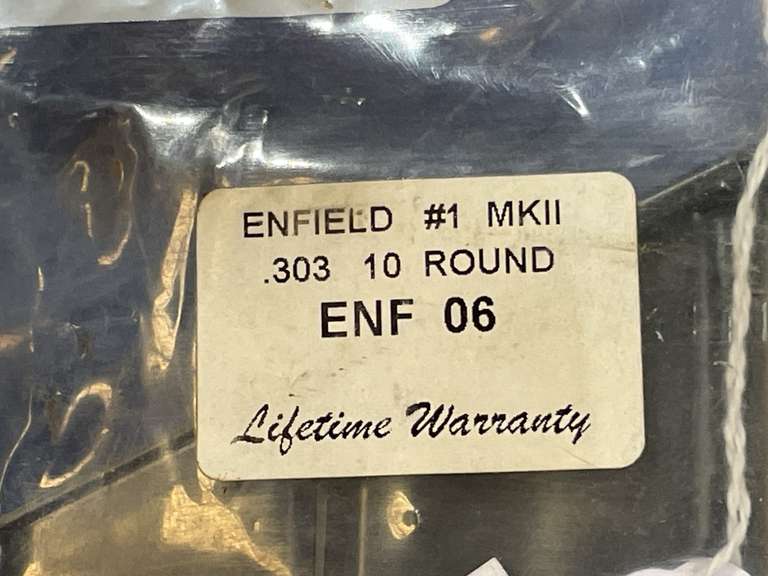 ENFIELD #1 MKII
.303 10 ROUND
ENF 06
Lifetime Warranty